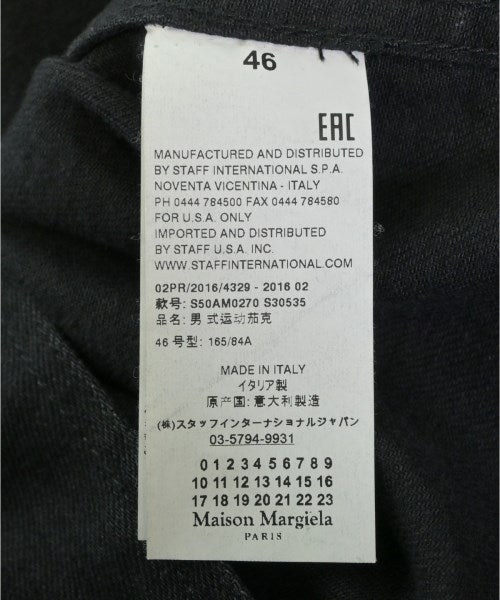 46
EAC
MANUFACTURED AND DISTRIBUTED
BY STAFF INTERNATIONAL S.P.A.
NOVENTA VICENTINA - ITALY
PH 0444 784500 FAX 0444 784580
FOR U.S.A. ONLY
IMPORTED AND DISTRIBUTED
BY STAFF U.S.A. INC.
WWW.STAFFINTERNATIONAL.COM
02PR/2016/4329 - 2016 02
款号: S50AM0270 S30535
品名: 男 式运动茄克
46 号型: 165/84A
MADE IN ITALY
イタリア製
原产国: 意大利製造
(株)スタッフインターナショナルジャパン
03-5794-9931
0 1 2 3 4 5 6 7 8 9
10 11 12 13 14 15 16
17 18 19 20 21 22 23
Maison Margiela
PARIS